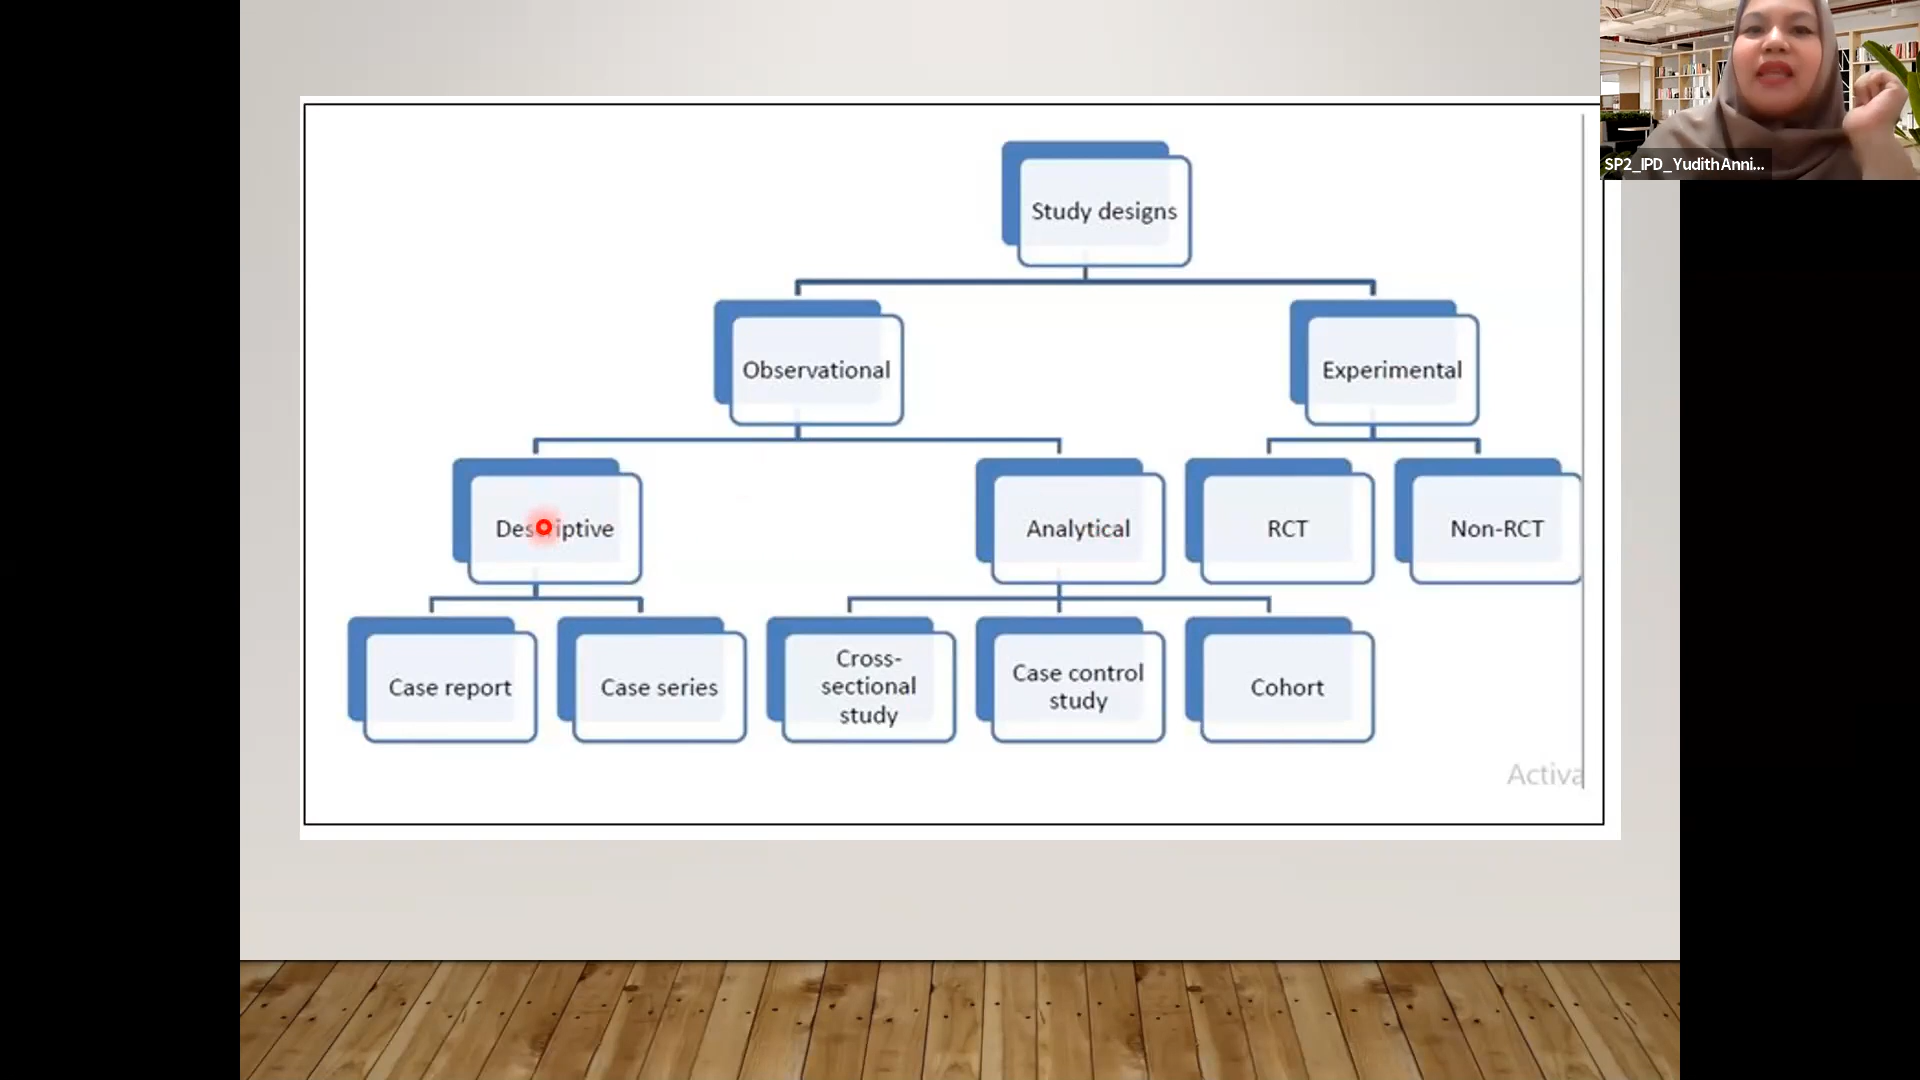 SP2_IPD_YudithAnni...
Study designs
Observational
Experimental
Descriptive
Analytical
RCT
Non-RCT
Case report
Case series
Cross-
sectional
study
Case control
study
Cohort
Activa